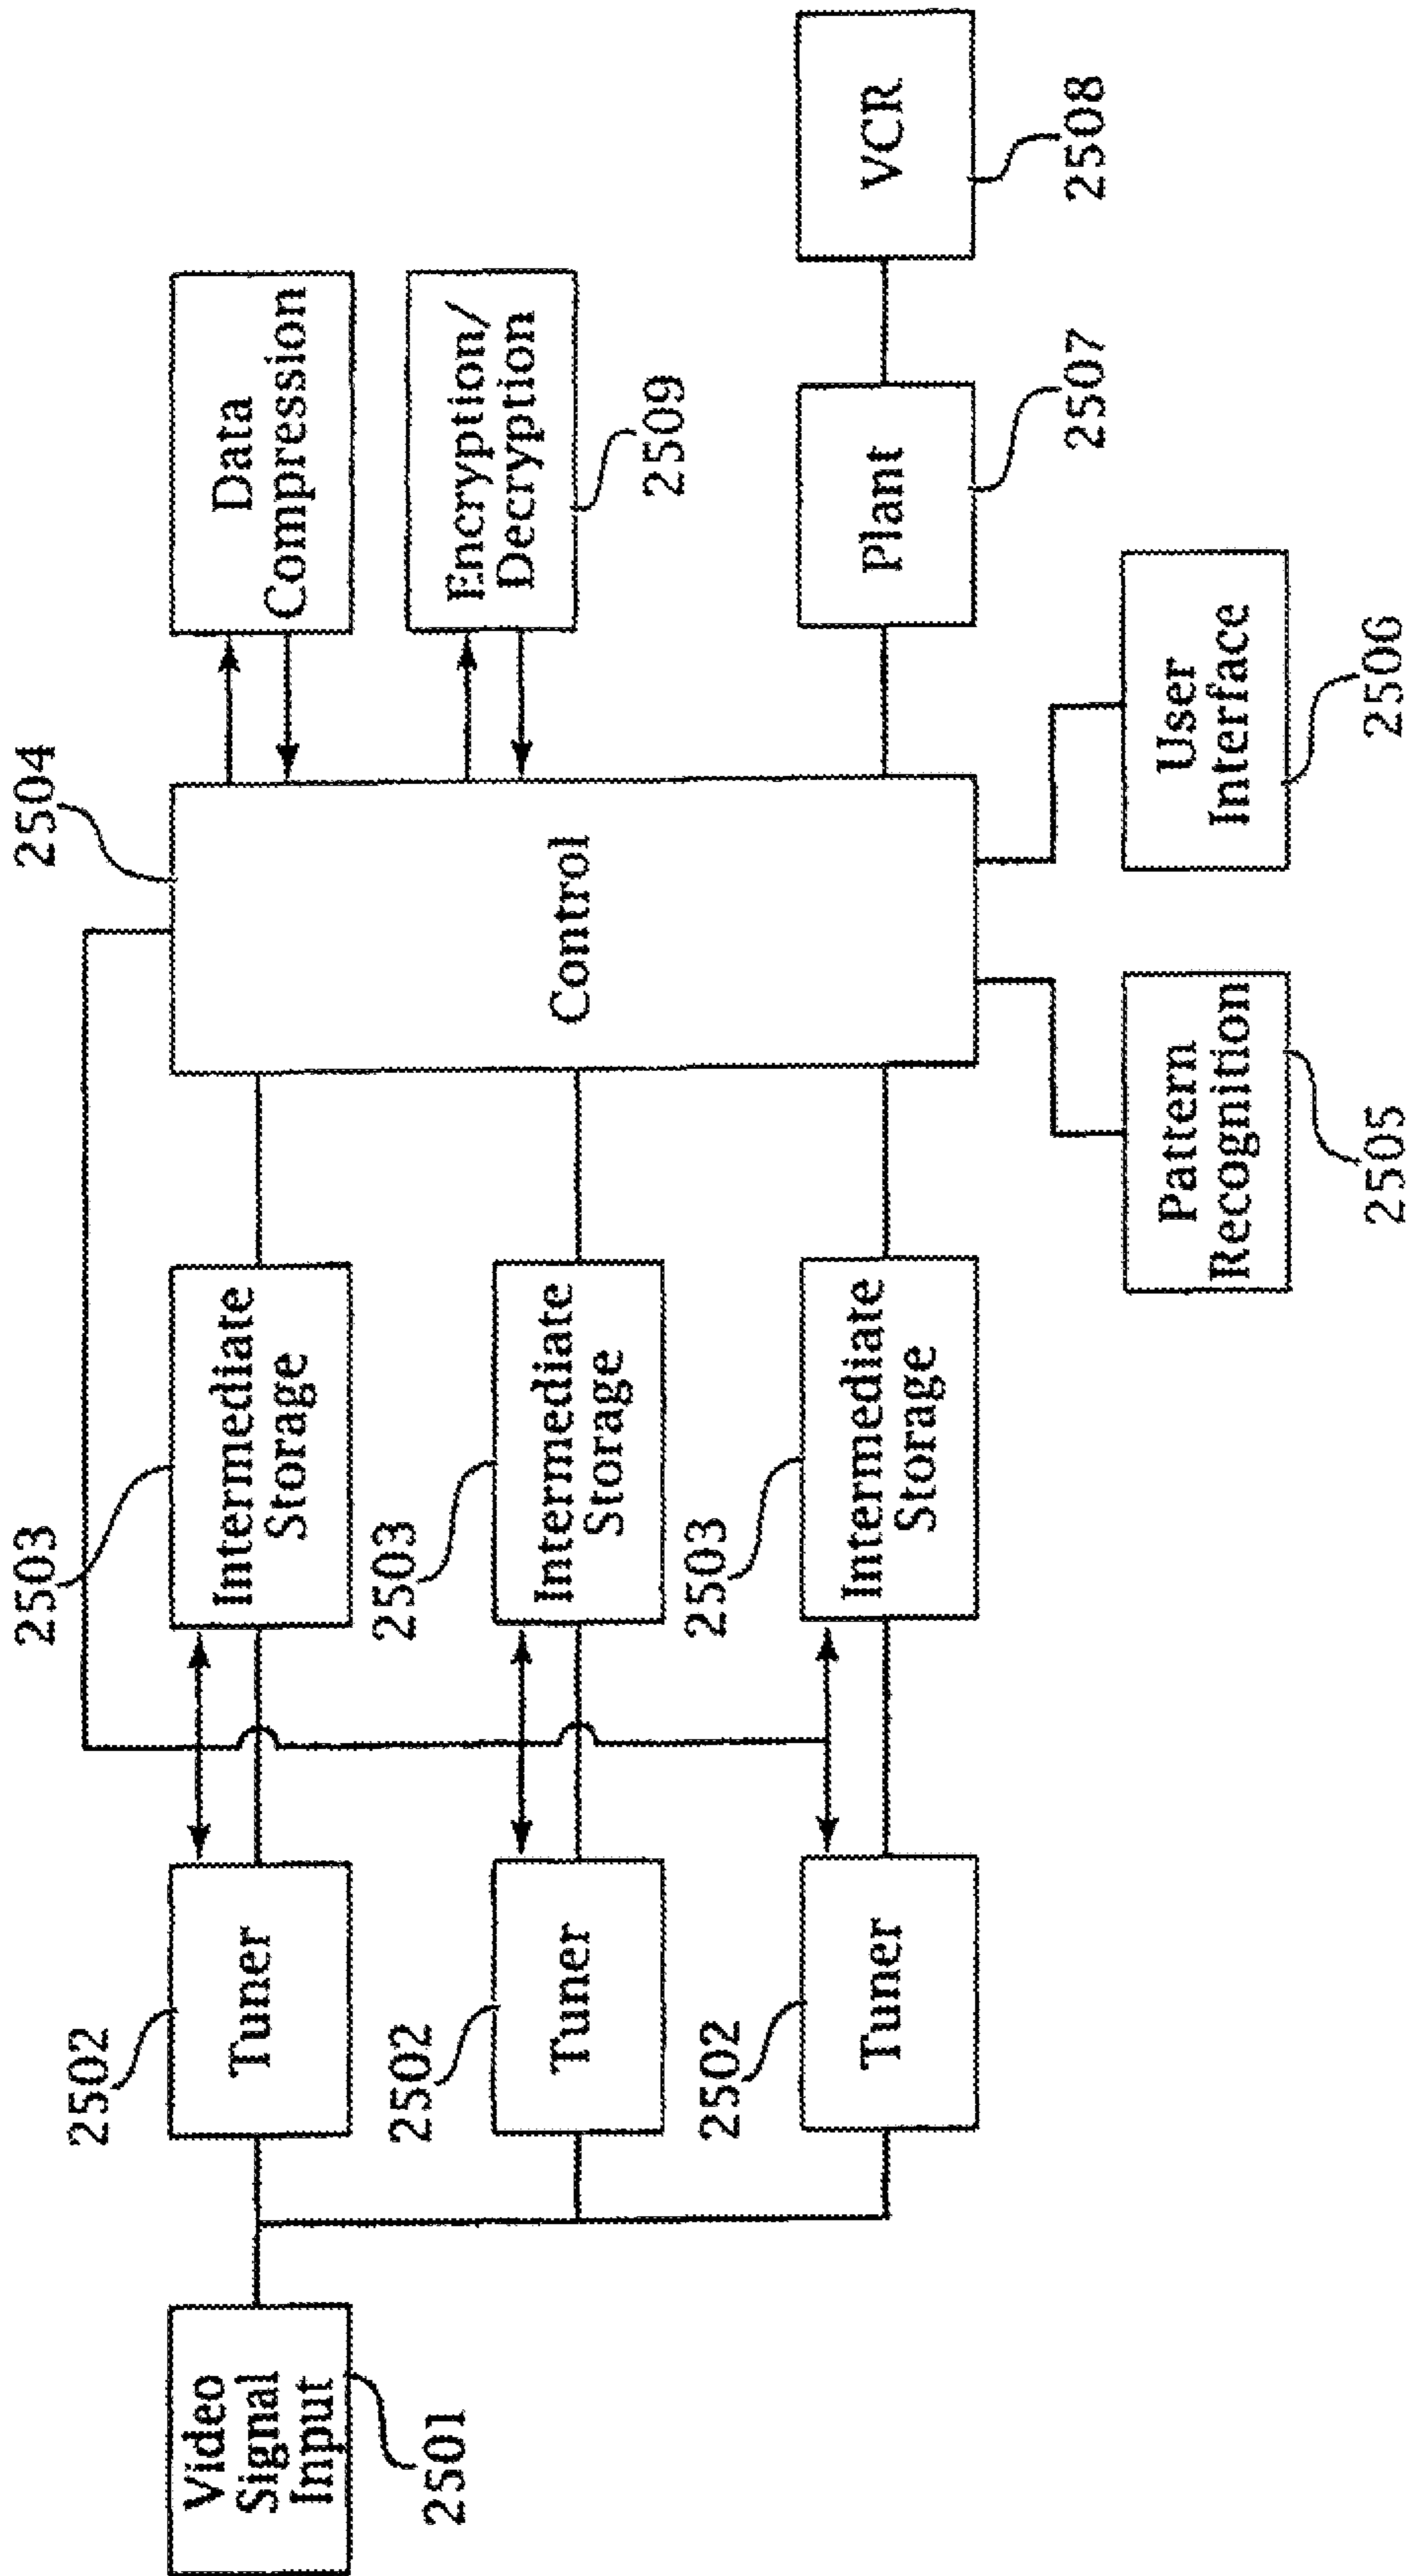 2504
Data
Compression
2503
Intermediate
Storage
2502
Tuner
Video
Signal
Input
2501
Encryption/
Decryption
2509
Control
2503
Intermediate
Storage
2502
Tuner
VCR
2508
Plant
2507
2503
Intermediate
Storage
2502
Tuner
User
Interface
2506
Pattern
Recognition
2505